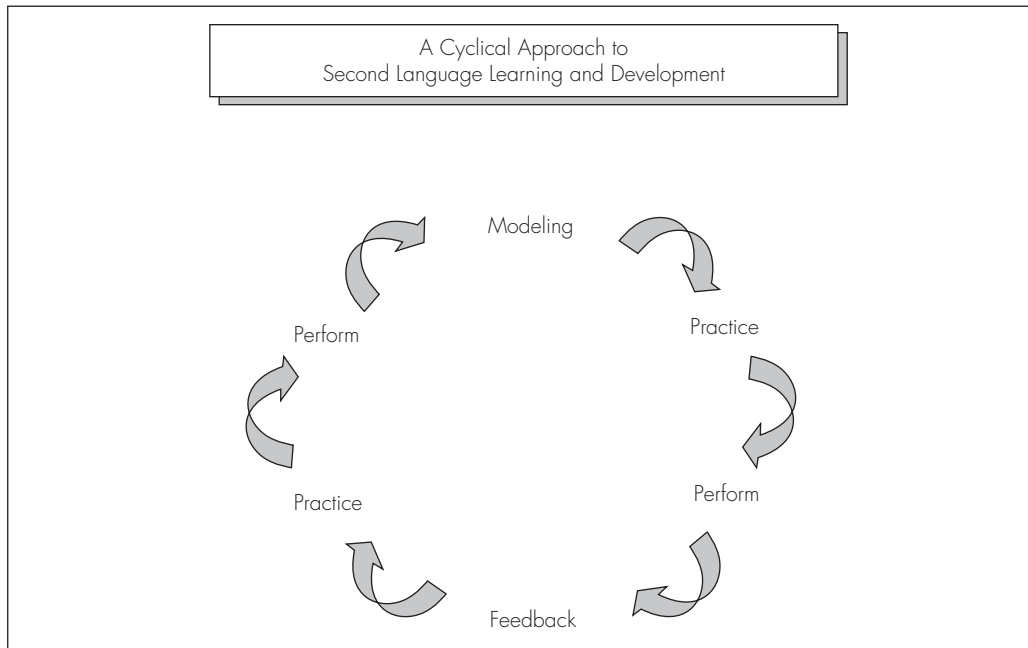 A Cyclical Approach to
Second Language Learning and Development
Modeling
Practice
Perform
Feedback
Practice
Perform